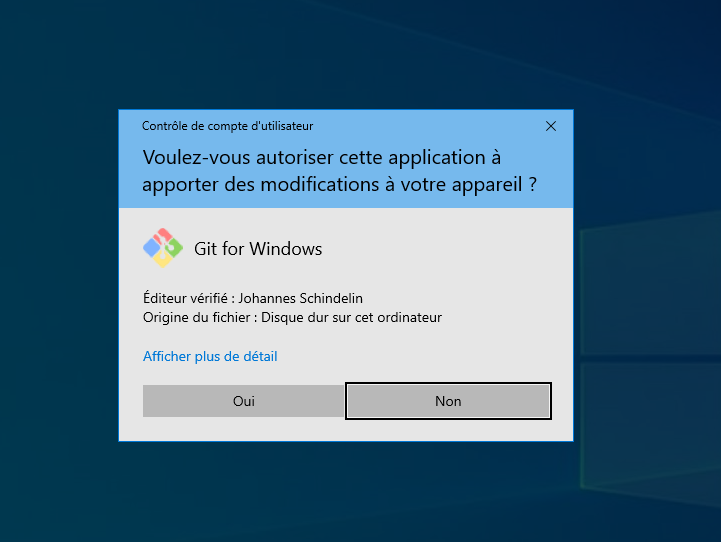 Contrôle de compte d'utilisateur
Voulez-vous autoriser cette application à
apporter des modifications à votre appareil ?
Git for Windows
Éditeur vérifié : Johannes Schindelin
Origine du fichier : Disque dur sur cet ordinateur
Afficher plus de détail
Oui
Non